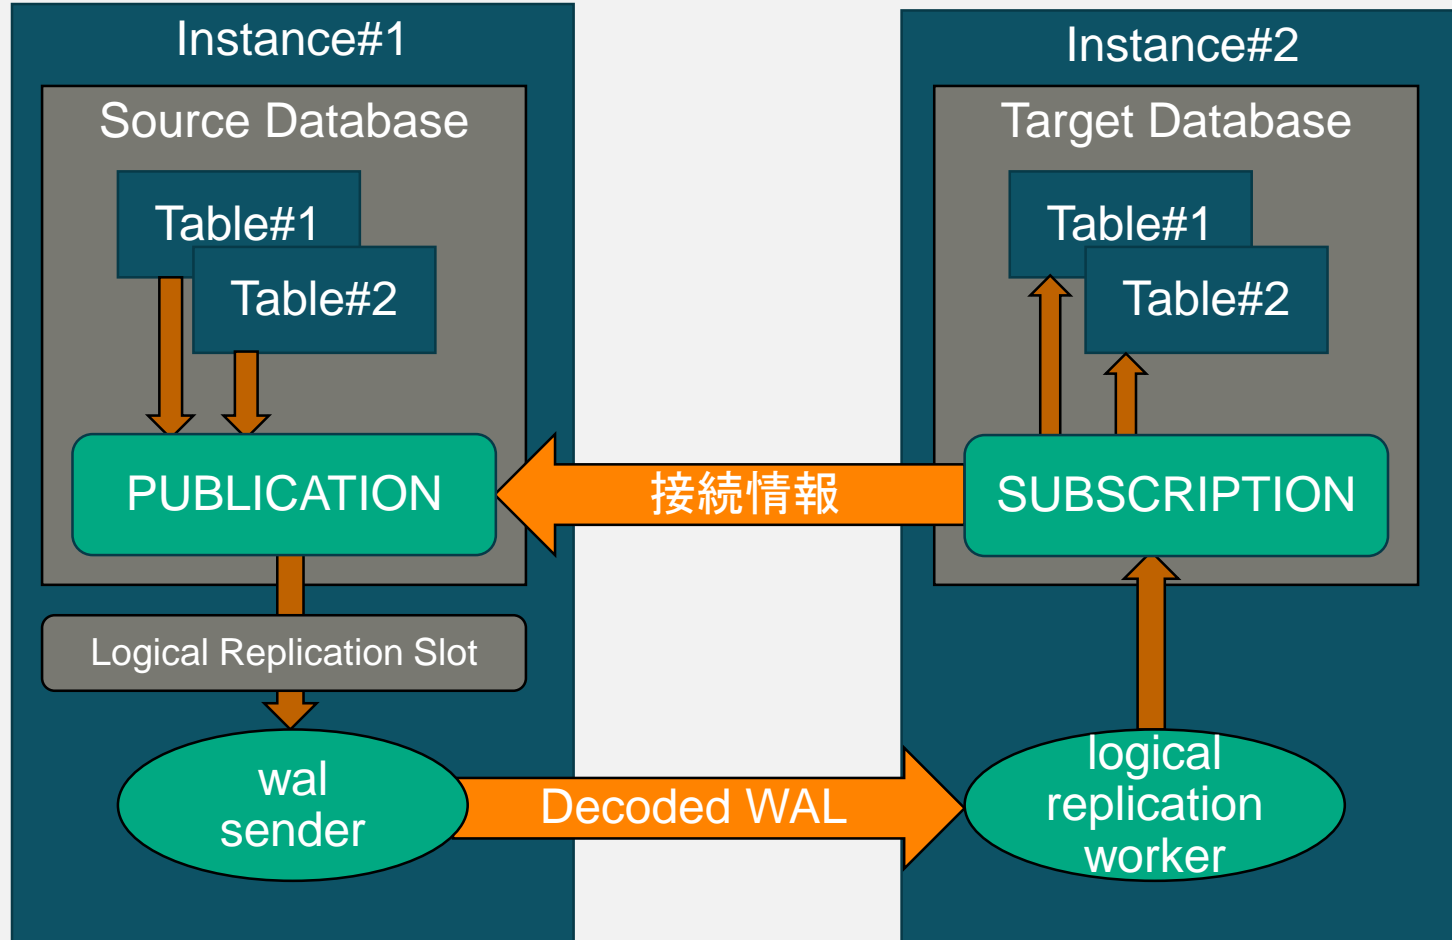 Instance#1
Source Database
Table#1
Table#2
PUBLICATION
Logical Replication Slot
wal
sender
接続情報
Decoded WAL
Instance#2
Target Database
Table#1
Table#2
SUBSCRIPTION
logical
replication
worker